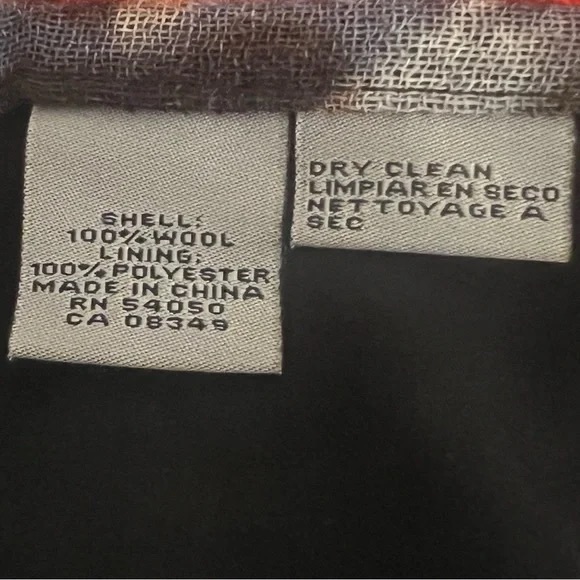 SHELL:
100% WOOL
LINING:
100% POLYESTER
MADE IN CHINA
RN 54050
CA 08349
DRY CLEAN
LIMPIAR EN SECO
NETTOYAGE À
SEC